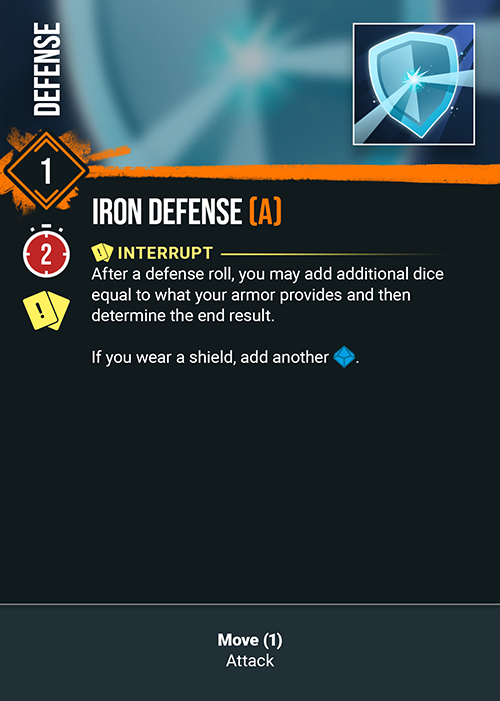 DEFENSE
1
IRON DEFENSE (A)
2
! INTERRUPT
!
After a defense roll, you may add additional dice
equal to what your armor provides and then
determine the end result.
If you wear a shield, add another .
Move (1)
Attack